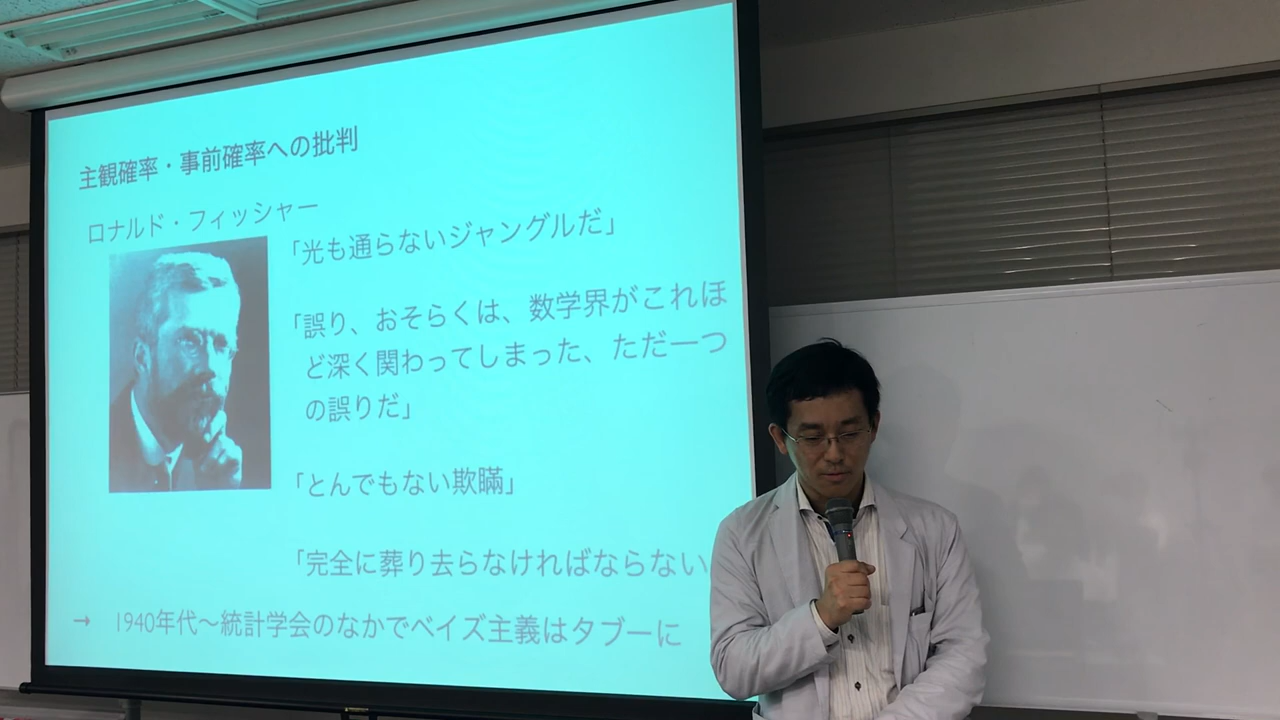 主観確率・事前確率への批判
ロナルド・フィッシャー
「光も通らないジャングルだ」
「誤り、おそらくは、数学界がこれほ
ど深く関わってしまった、ただ一つ
の誤りだ」
「とんでもない欺瞞」
「完全に葬り去らなければならない
→ 1940年代〜統計学会のなかでベイズ主義はタブーに